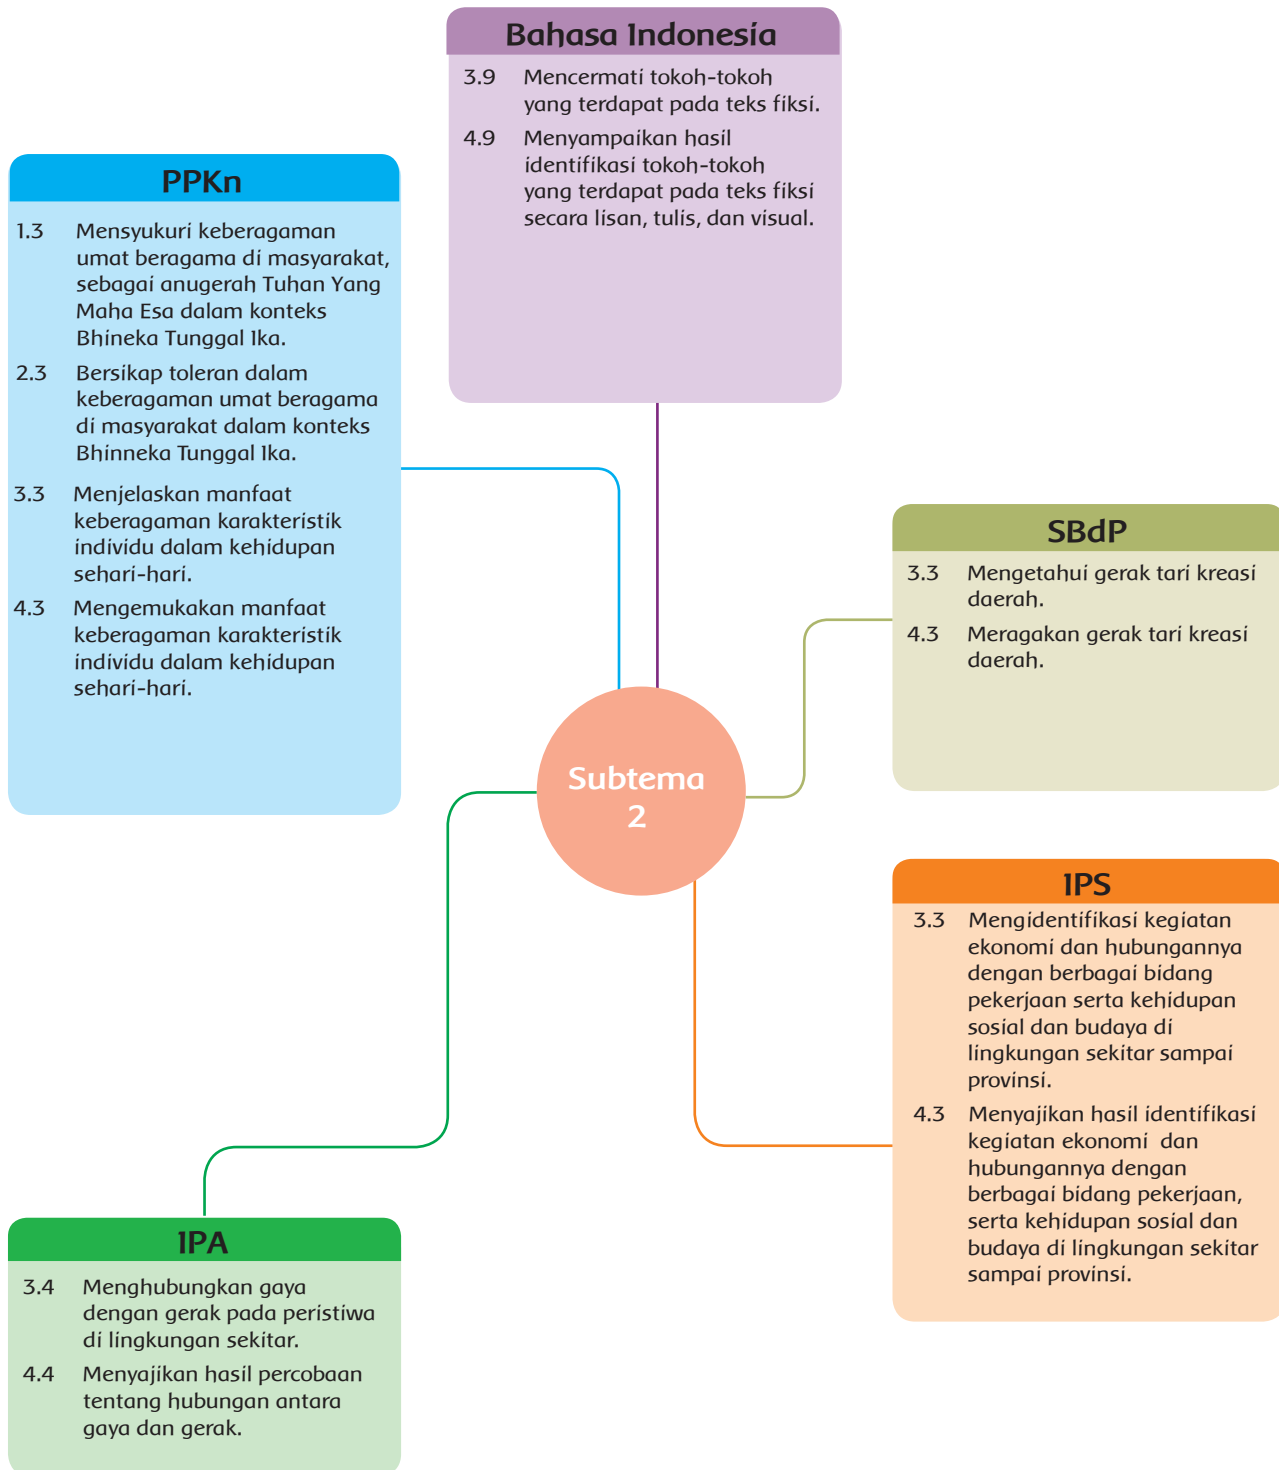 Bahasa Indonesia
3.9 Mencermati tokoh-tokoh
yang terdapat pada teks fiksi.
4.9 Menyampaikan hasil
identifikasi tokoh-tokoh
yang terdapat pada teks fiksi
secara lisan, tulis, dan visual.
PPKn
1.3 Mensyukuri keberagaman
umat beragama di masyarakat,
sebagai anugerah Tuhan Yang
Maha Esa dalam konteks
Bhineka Tunggal Ika.
2.3 Bersikap toleran dalam
keberagaman umat beragama
di masyarakat dalam konteks
Bhinneka Tunggal Ika.
3.3 Menjelaskan manfaat
keberagaman karakteristik
individu dalam kehidupan
sehari-hari.
4.3 Mengemukakan manfaat
keberagaman karakteristik
individu dalam kehidupan
sehari-hari.
SBdP
3.3 Mengetahui gerak tari kreasi
daerah.
4.3 Meragakan gerak tari kreasi
daerah.
Subtema
2
IPS
3.3 Mengidentifikasi kegiatan
ekonomi dan hubungannya
dengan berbagai bidang
pekerjaan serta kehidupan
sosial dan budaya di
lingkungan sekitar sampai
provinsi.
4.3 Menyajikan hasil identifikasi
kegiatan ekonomi dan
hubungannya dengan
berbagai bidang pekerjaan,
serta kehidupan sosial dan
budaya di lingkungan sekitar
sampai provinsi.
IPA
3.4 Menghubungkan gaya
dengan gerak pada peristiwa
di lingkungan sekitar.
4.4 Menyajikan hasil percobaan
tentang hubungan antara
gaya dan gerak.